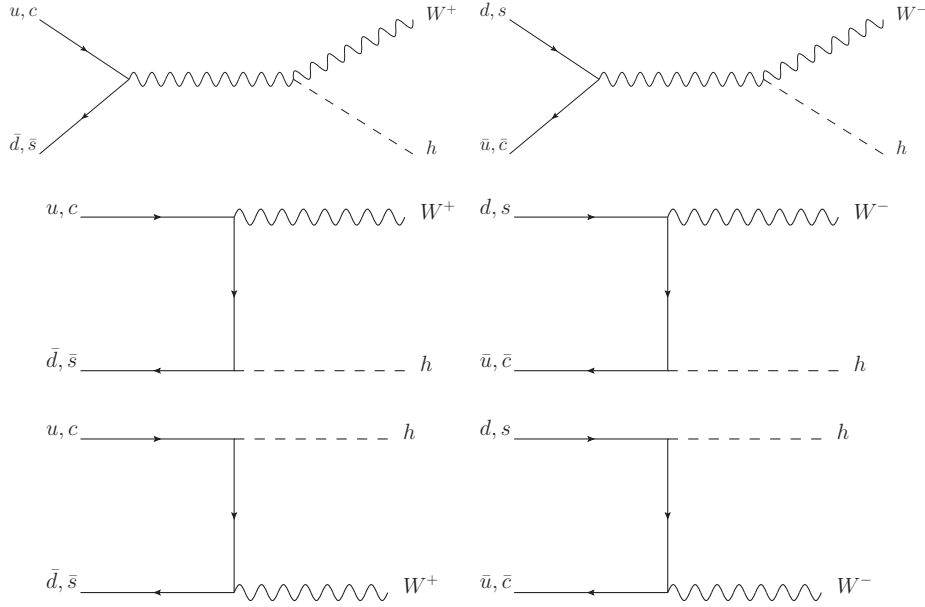 u, c W⁺ d, s W⁻
d̄, s̄ h ū, c̄ h
u, c W⁺ d, s W⁻
d̄, s̄ h ū, c̄ h
u, c h d, s h
d̄, s̄ W⁺ ū, c̄ W⁻